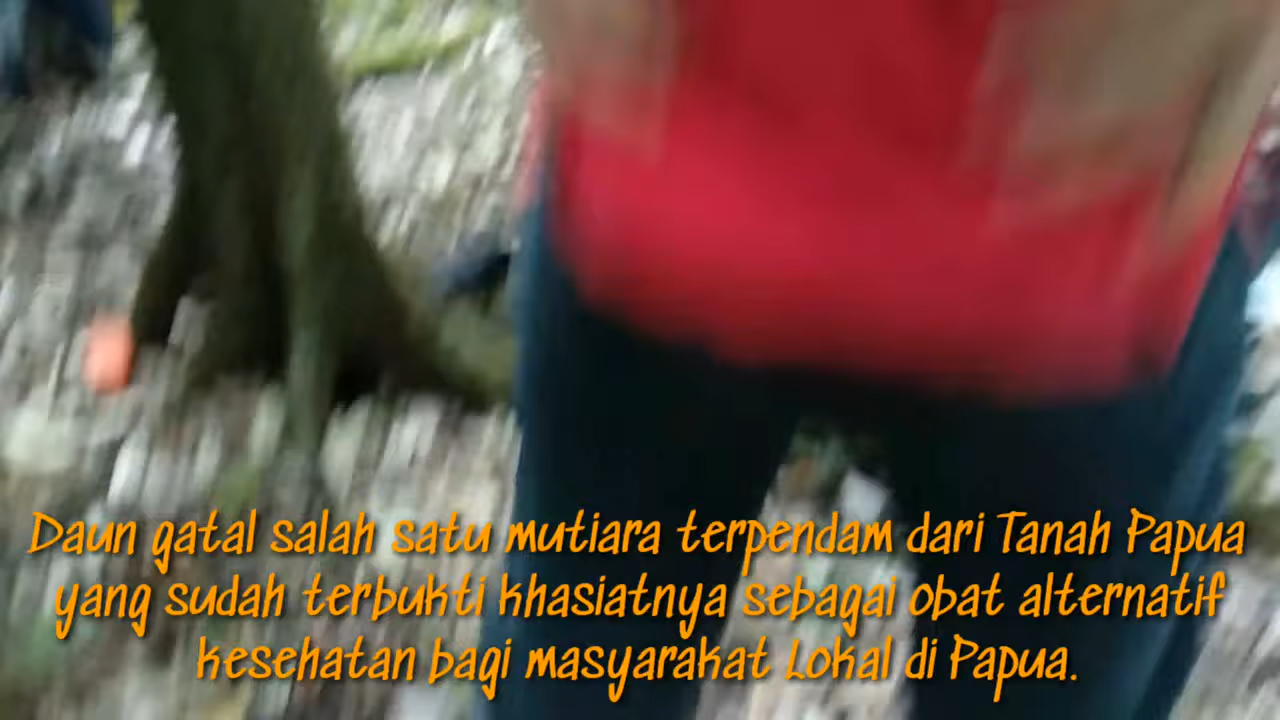 Daun gatal salah satu mutiara terpendam dari Tanah Papua
yang sudah terbukti khasiatnya sebagai obat alternatif
kesehatan bagi masyarakat Lokal di Papua.